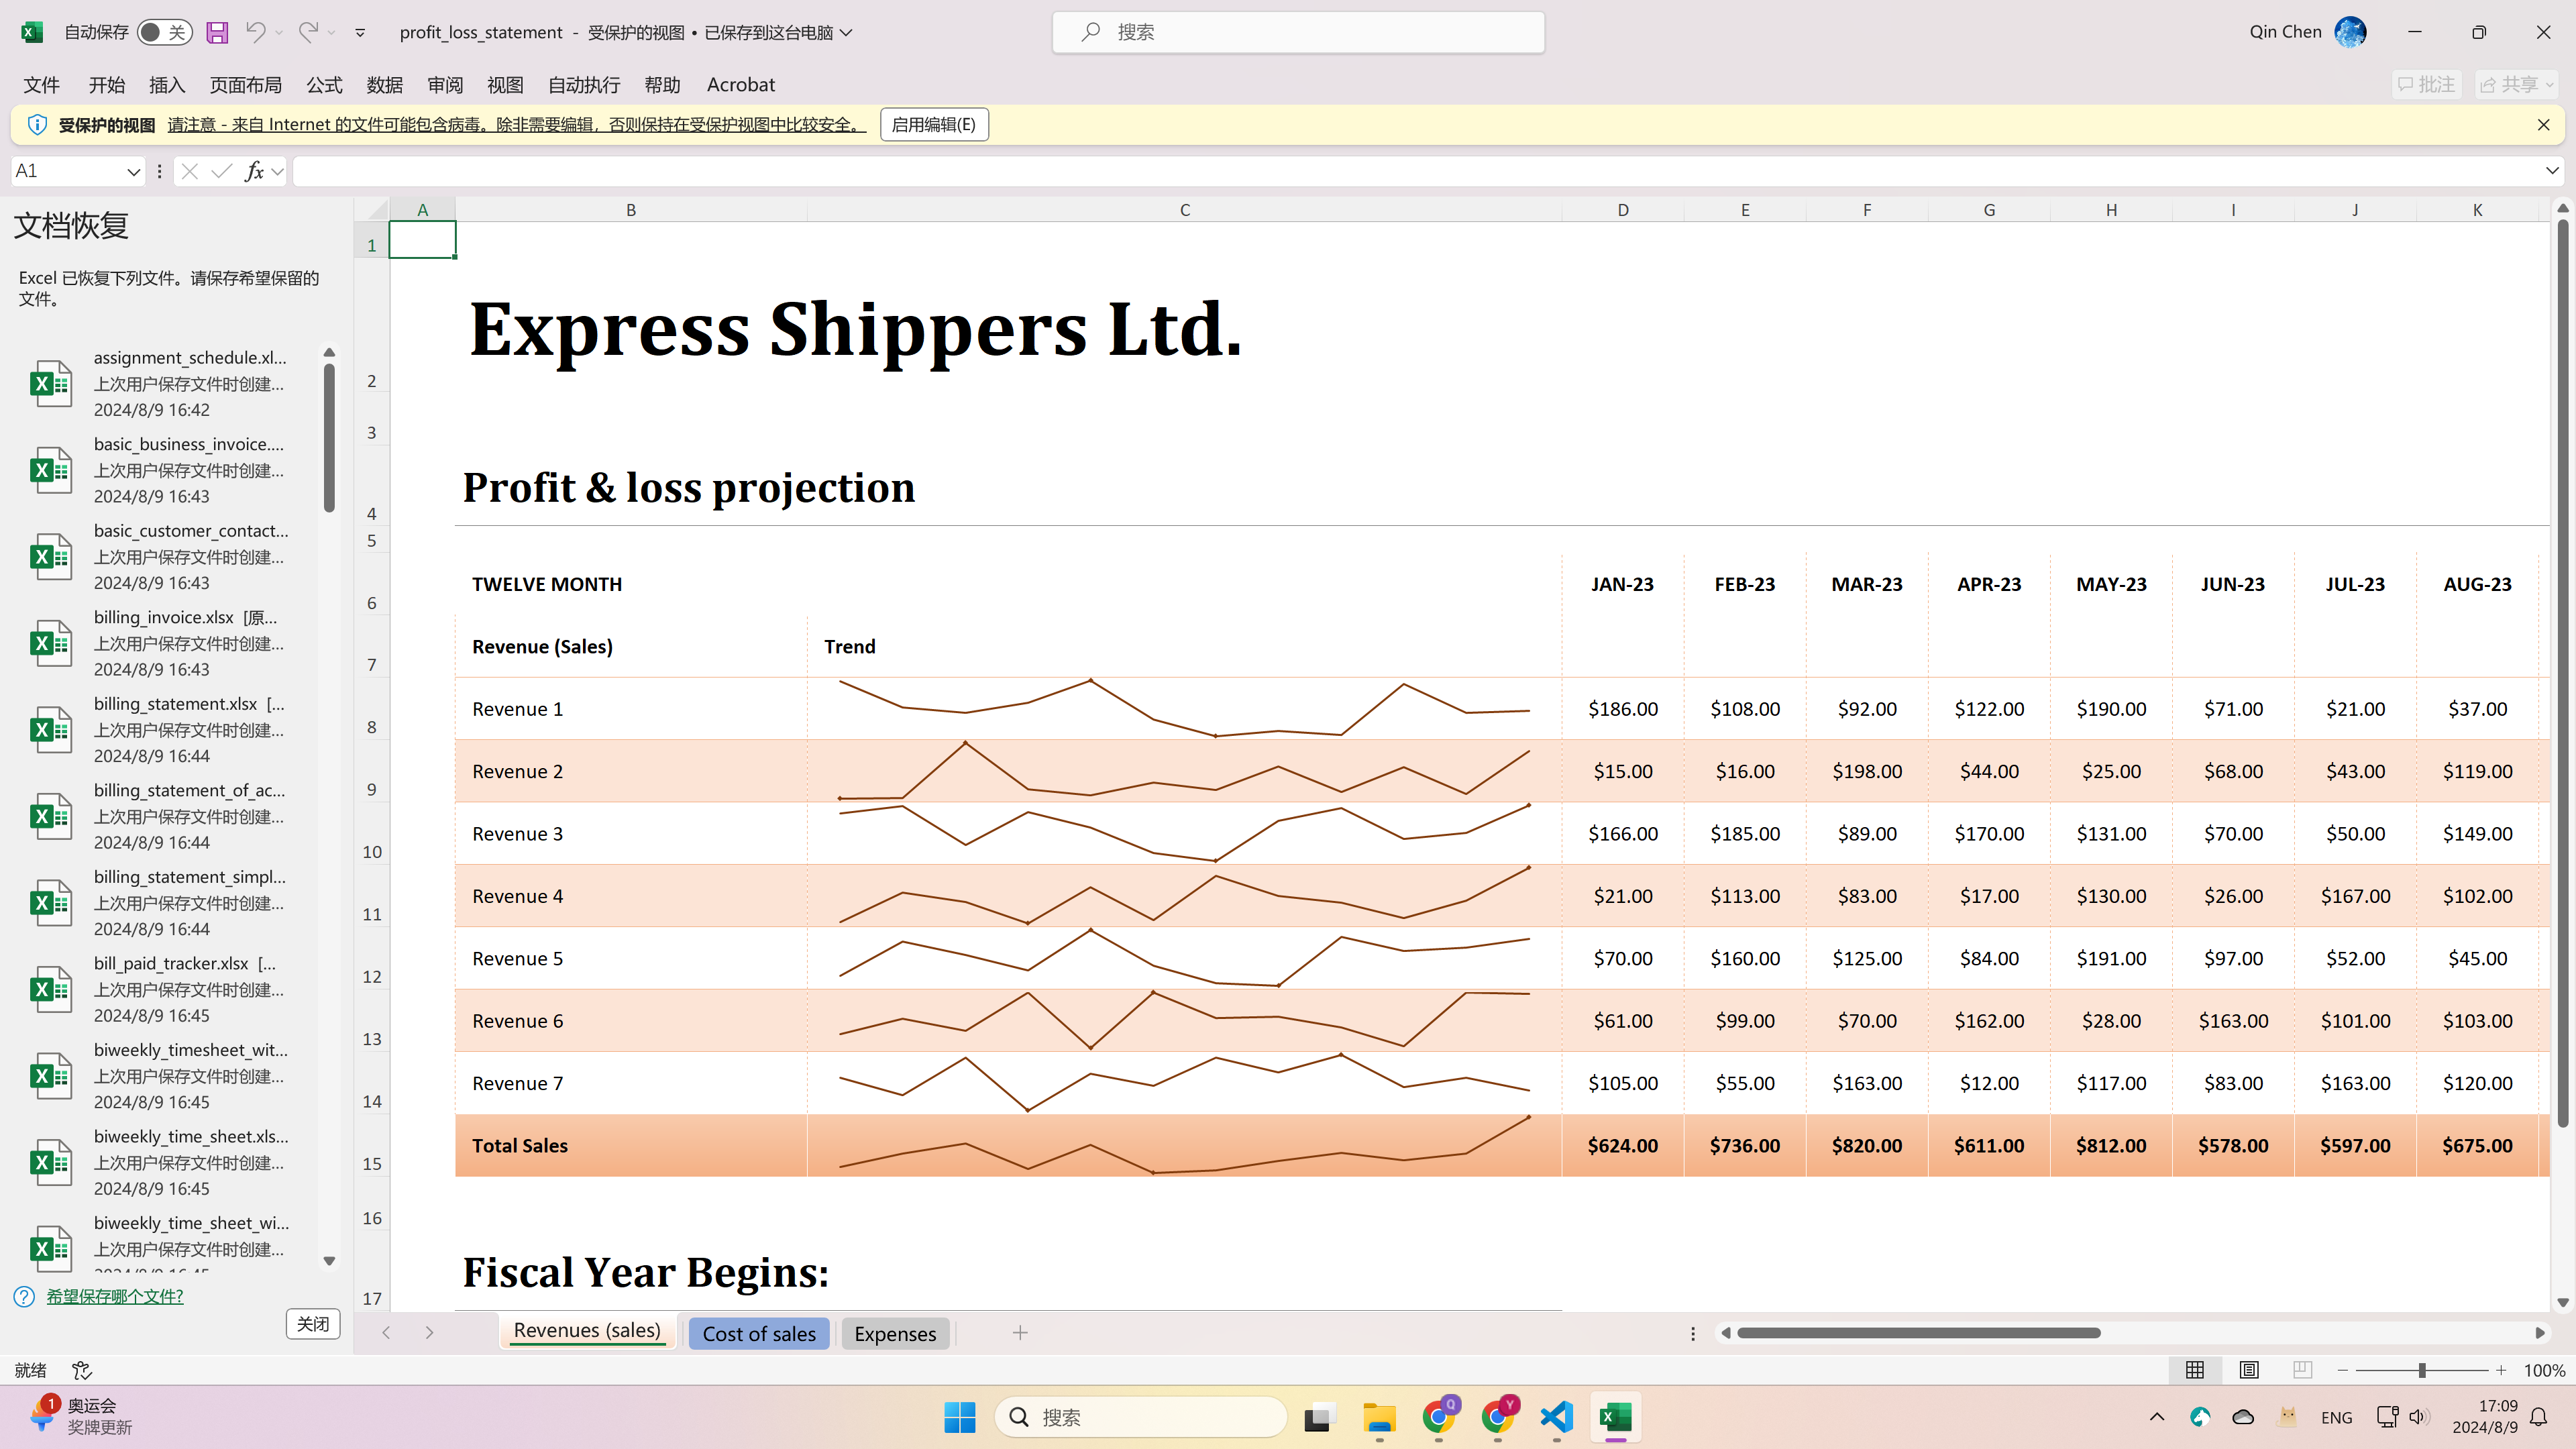 自动保存 关 profit_loss_statement - 受保护的视图 • 已保存到这台电脑 搜索 Qin Chen
文件 开始 插入 页面布局 公式 数据 审阅 视图 自动执行 帮助 Acrobat 批注 共享
受保护的视图 请注意 - 来自 Internet 的文件可能包含病毒。除非需要编辑，否则保持在受保护视图中比较安全。 启用编辑(E)
A1 fx
文档恢复
Excel 已恢复下列文件。请保存希望保留的
文件。
assignment_schedule.xl...
上次用户保存文件时创建...
2024/8/9 16:42
basic_business_invoice....
上次用户保存文件时创建...
2024/8/9 16:43
basic_customer_contact...
上次用户保存文件时创建...
2024/8/9 16:43
billing_invoice.xlsx [原...
上次用户保存文件时创建...
2024/8/9 16:43
billing_statement.xlsx [...
上次用户保存文件时创建...
2024/8/9 16:44
billing_statement_of_ac...
上次用户保存文件时创建...
2024/8/9 16:44
billing_statement_simpl...
上次用户保存文件时创建...
2024/8/9 16:44
bill_paid_tracker.xlsx [...
上次用户保存文件时创建...
2024/8/9 16:45
biweekly_timesheet_wit...
上次用户保存文件时创建...
2024/8/9 16:45
biweekly_time_sheet.xls...
上次用户保存文件时创建...
2024/8/9 16:45
biweekly_time_sheet_wi...
上次用户保存文件时创建...
希望保存哪个文件?
关闭
A B C D E F G H I J K
1
2 Express Shippers Ltd.
3
4 Profit & loss projection
5
6 TWELVE MONTH JAN-23 FEB-23 MAR-23 APR-23 MAY-23 JUN-23 JUL-23 AUG-23
7 Revenue (Sales) Trend
8 Revenue 1 $186.00 $108.00 $92.00 $122.00 $190.00 $71.00 $21.00 $37.00
9 Revenue 2 $15.00 $16.00 $198.00 $44.00 $25.00 $68.00 $43.00 $119.00
10 Revenue 3 $166.00 $185.00 $89.00 $170.00 $131.00 $70.00 $50.00 $149.00
11 Revenue 4 $21.00 $113.00 $83.00 $17.00 $130.00 $26.00 $167.00 $102.00
12 Revenue 5 $70.00 $160.00 $125.00 $84.00 $191.00 $97.00 $52.00 $45.00
13 Revenue 6 $61.00 $99.00 $70.00 $162.00 $28.00 $163.00 $101.00 $103.00
14 Revenue 7 $105.00 $55.00 $163.00 $12.00 $117.00 $83.00 $163.00 $120.00
15 Total Sales $624.00 $736.00 $820.00 $611.00 $812.00 $578.00 $597.00 $675.00
16
17 Fiscal Year Begins:
Revenues (sales) Cost of sales Expenses
就绪 100%
1 奥运会
奖牌更新
搜索
Q Y
ENG
17:09
2024/8/9